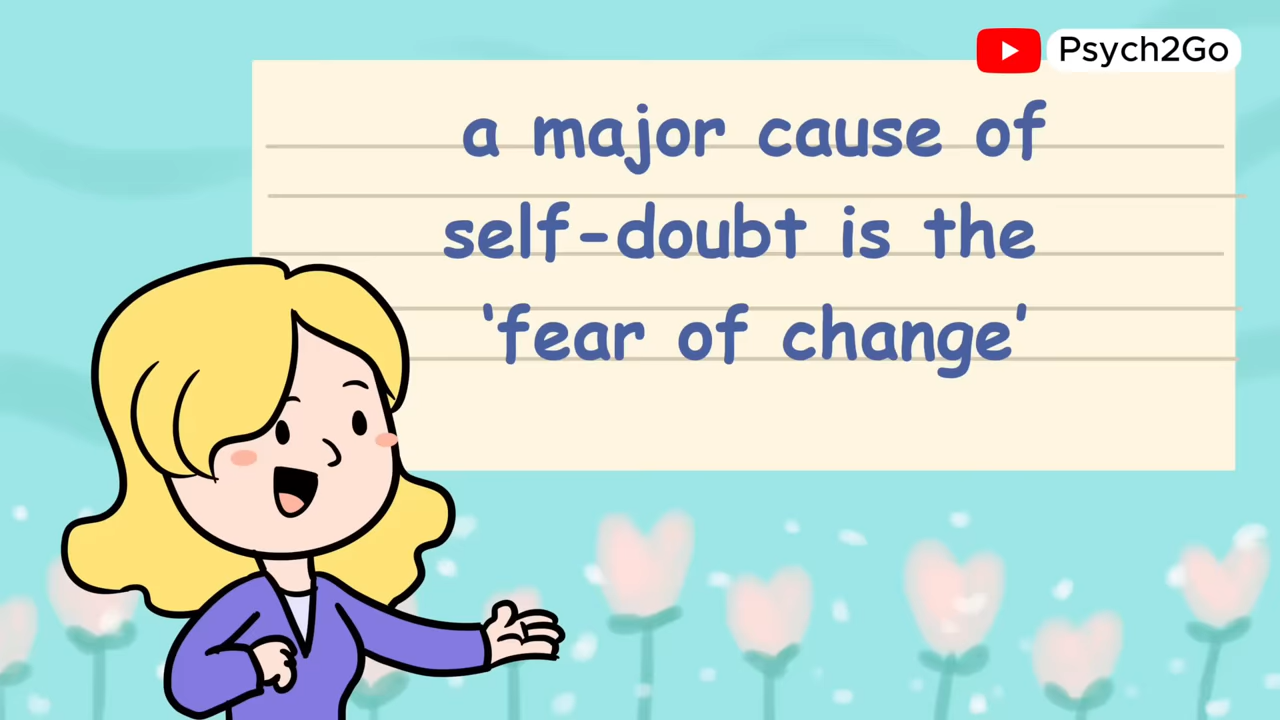 Psych2Go
a major cause of
self-doubt is the
‘fear of change’